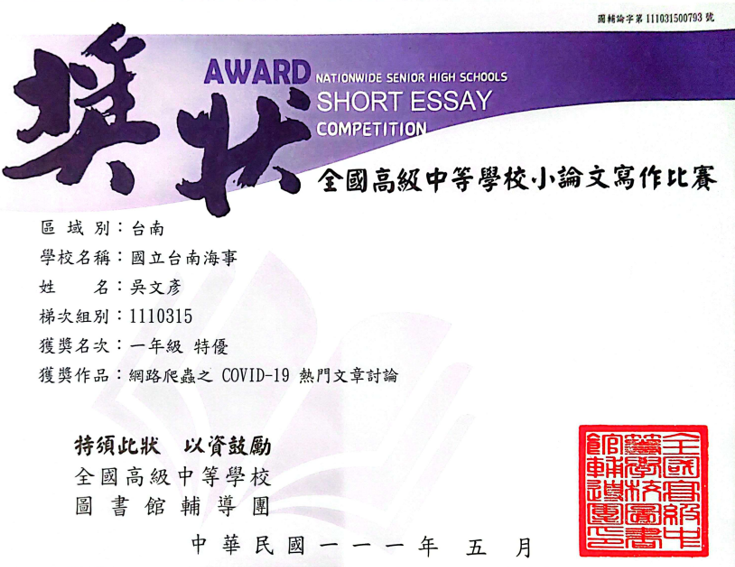 圖輔論字第 111031500793 號
獎狀
AWARD
NATIONWIDE SENIOR HIGH SCHOOLS
SHORT ESSAY
COMPETITION
全國高級中等學校小論文寫作比賽
區域別：台南
學校名稱：國立台南海事
姓名：吳文彥
梯次組別：1110315
獲獎名次：一年級 特優
獲獎作品：網路爬蟲之 COVID-19 熱門文章討論
持頒此狀 以資鼓勵
全國高級中等學校
圖書館輔導團
中華民國一一一年五月
全國高級中
等學校圖書
館輔導團印